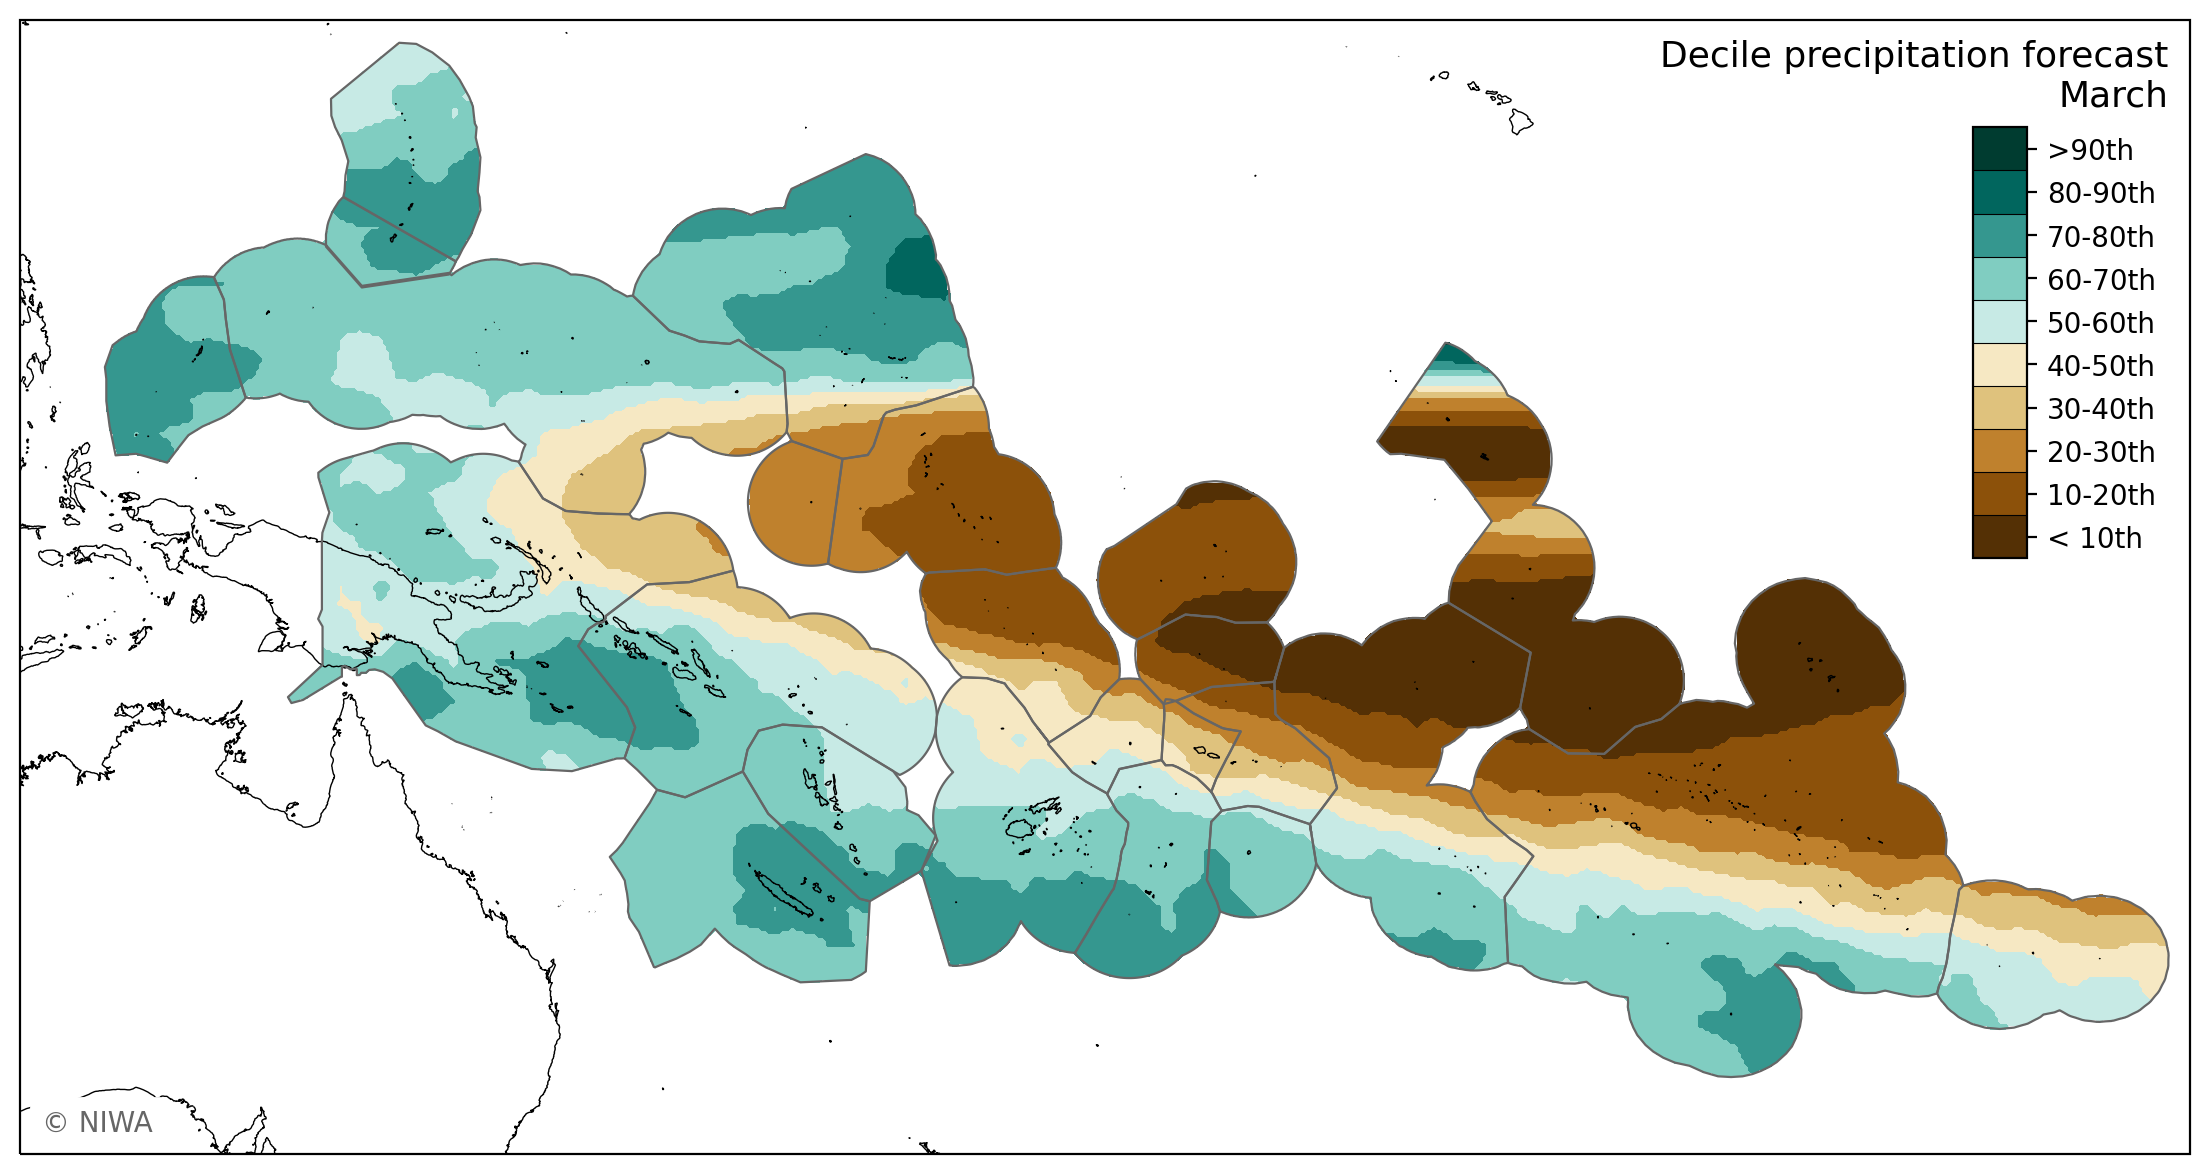 Decile precipitation forecast
March
>90th
80-90th
70-80th
60-70th
50-60th
40-50th
30-40th
20-30th
10-20th
< 10th
© NIWA